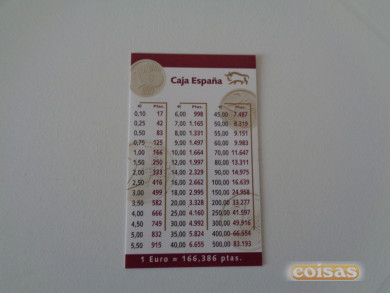 Caja España
€ Ptas. € Ptas. € Ptas.
0,10 17 6,00 998 45,00 7.487
0,25 42 7,00 1.165 50,00 8.319
0,50 83 8,00 1.331 55,00 9.151
0,75 125 9,00 1.497 60,00 9.983
1,00 166 10,00 1.664 70,00 11.647
1,50 250 12,00 1.997 80,00 13.311
2,00 333 14,00 2.329 90,00 14.975
2,50 416 16,00 2.662 100,00 16.639
3,00 499 18,00 2.995 150,00 24.958
3,50 582 20,00 3.328 200,00 33.277
4,00 666 25,00 4.160 250,00 41.597
4,50 749 30,00 4.992 300,00 49.916
5,00 832 35,00 5.824 400,00 66.554
5,50 915 40,00 6.655 500,00 83.193
1 Euro = 166,386 ptas.
coisas